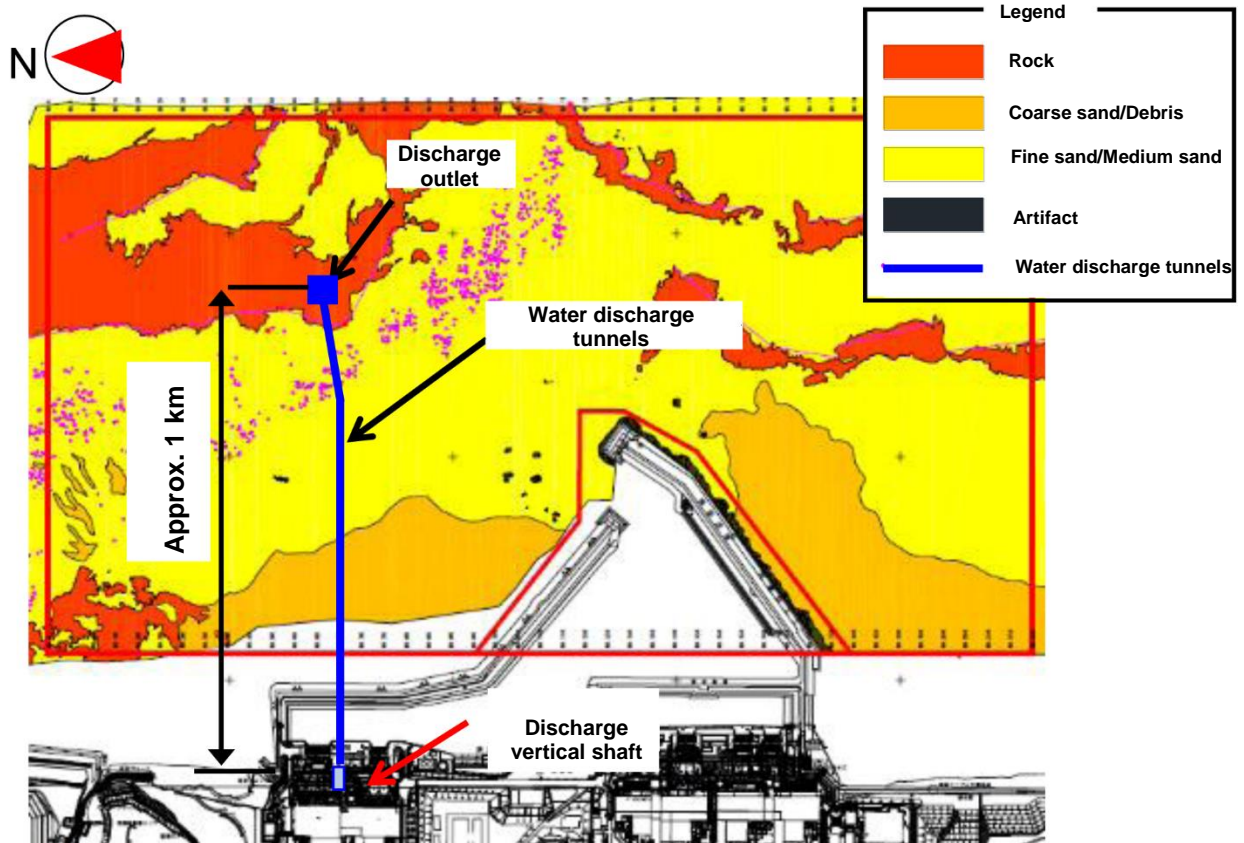 N
Legend
Rock
Coarse sand/Debris
Fine sand/Medium sand
Artifact
Water discharge tunnels
Discharge
outlet
Water discharge
tunnels
Approx. 1 km
Discharge
vertical shaft